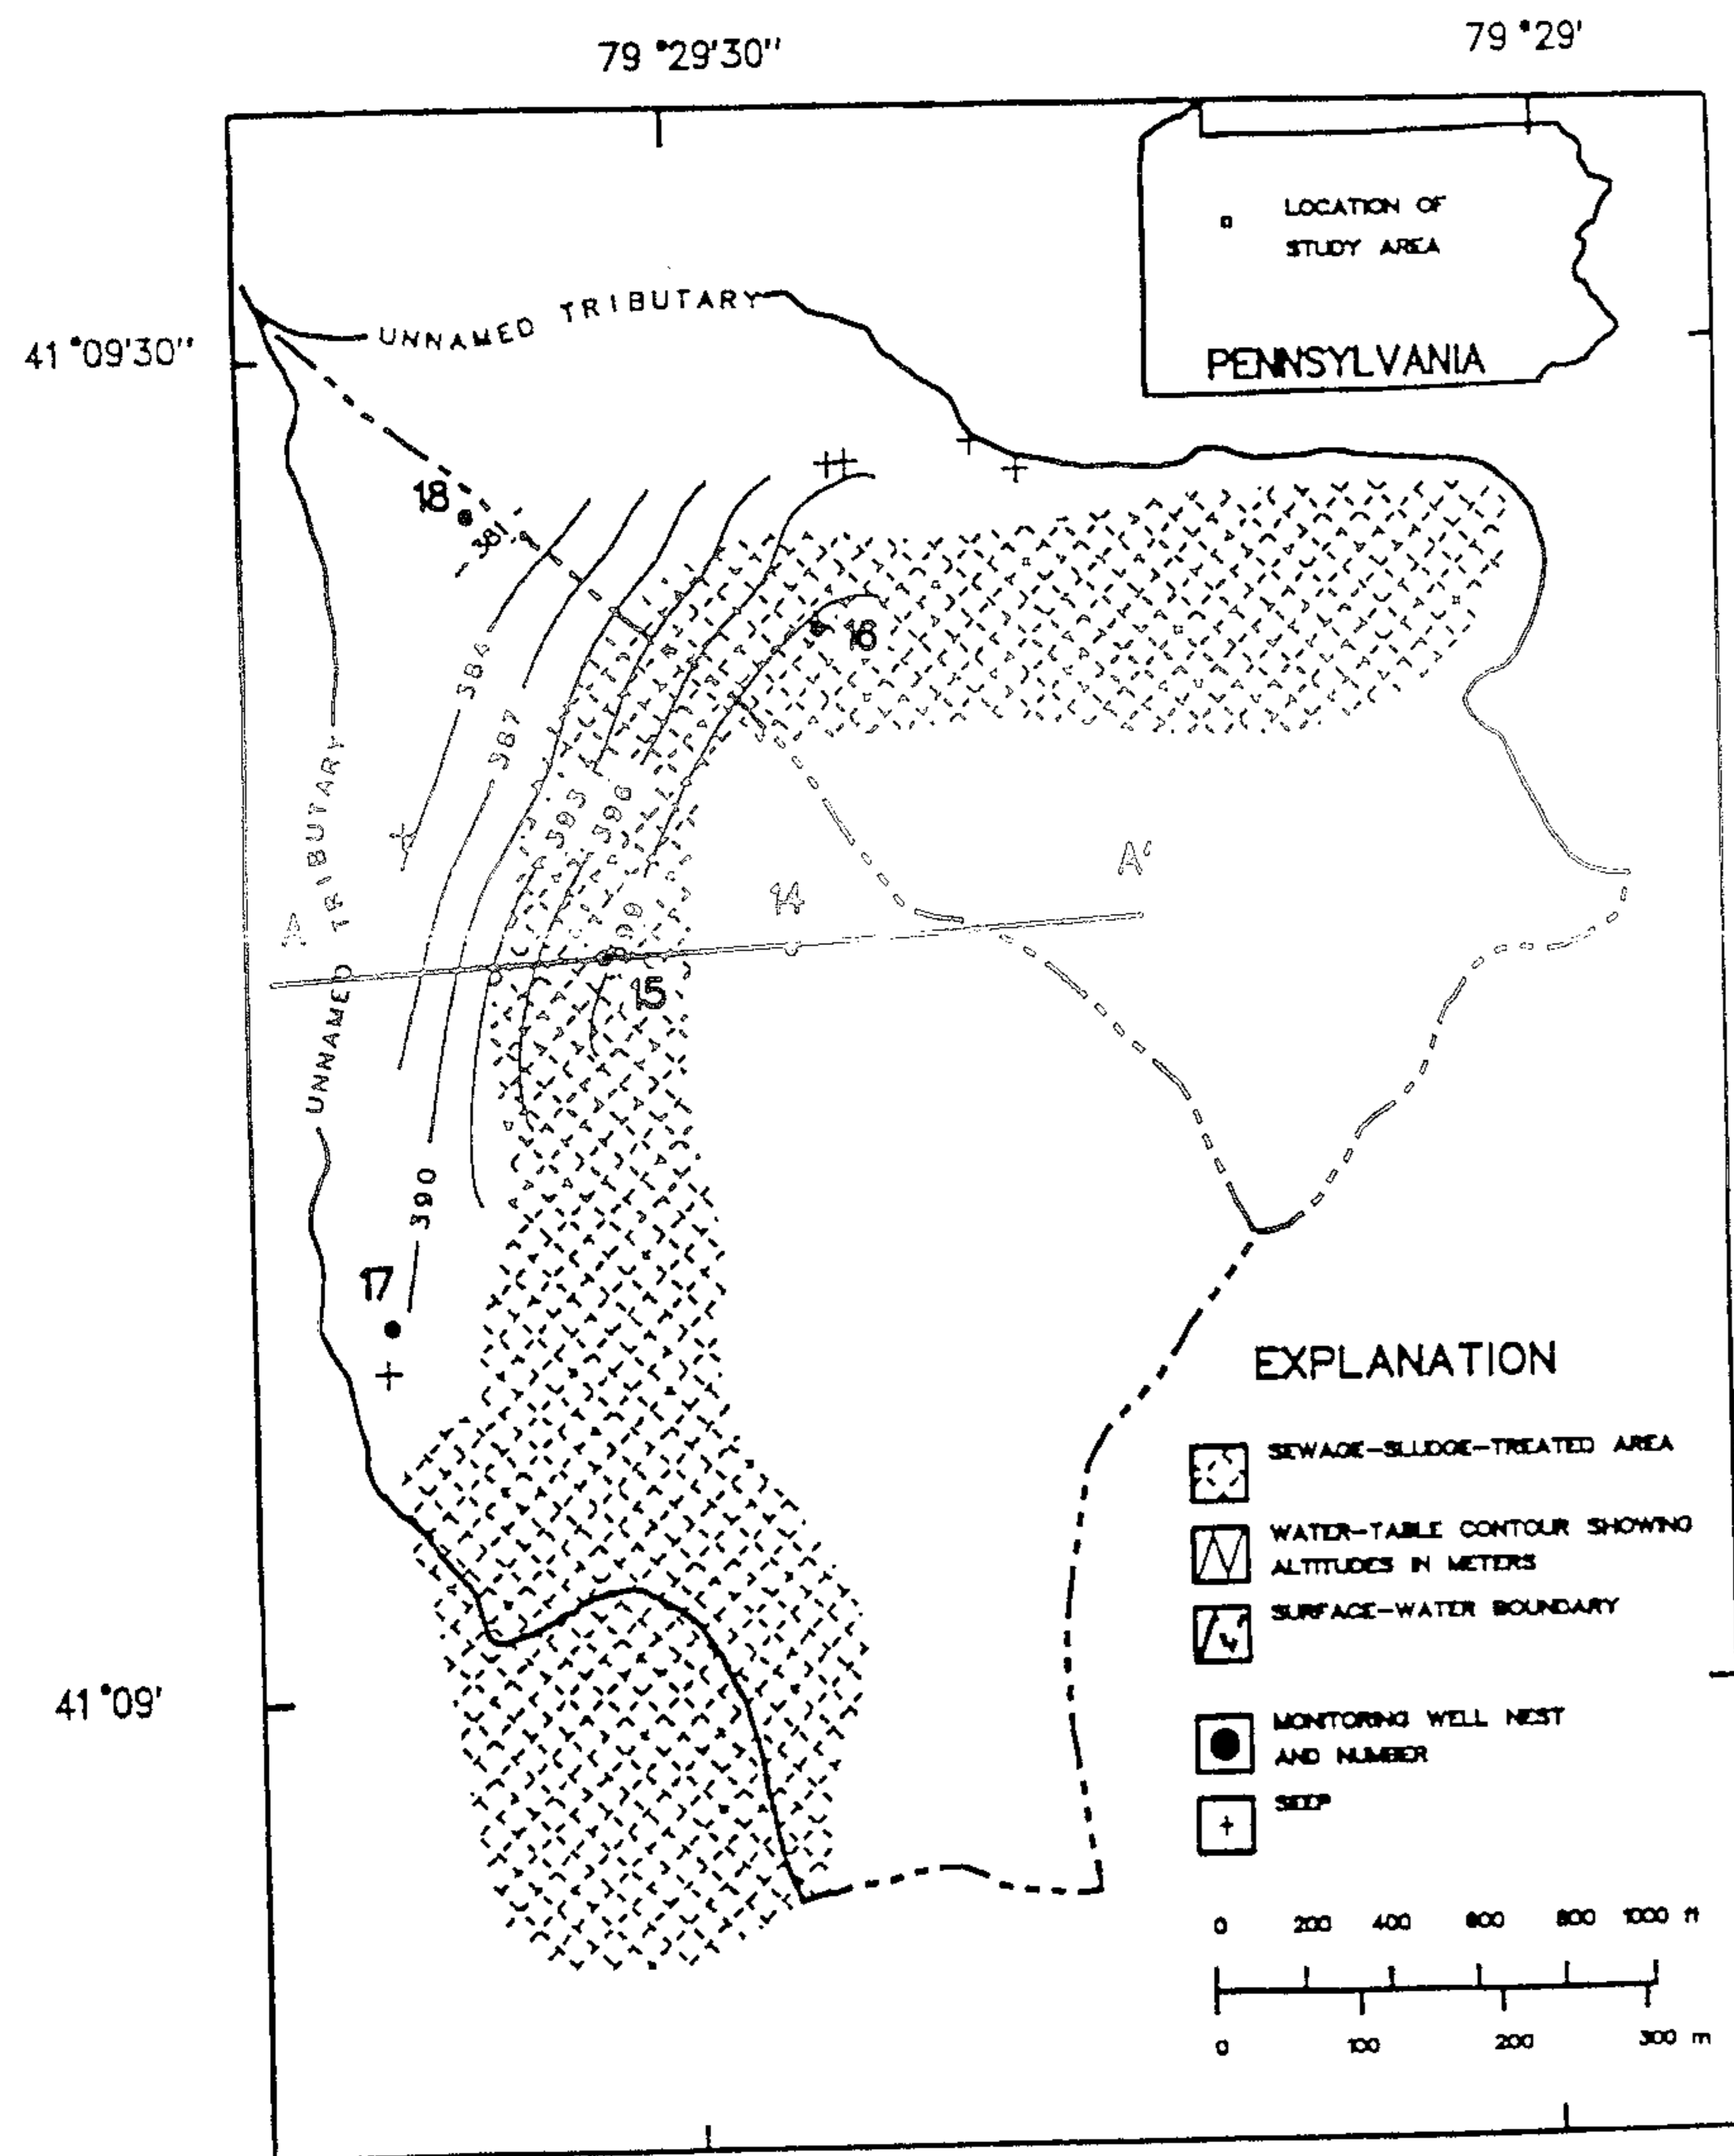 79°29'30"
79°29'
LOCATION OF
STUDY AREA
PENNSYLVANIA
UNNAMED TRIBUTARY
41°09'30"
18
381
16
384
387
UNNAMED TRIBUTARY
393
396
A'
14
A
399
15
390
17
EXPLANATION
SEWAGE-SLUDGE-TREATED AREA
WATER-TABLE CONTOUR SHOWING
ALTITUDES IN METERS
SURFACE-WATER BOUNDARY
41°09'
MONITORING WELL NEST
AND NUMBER
SEEP
0 200 400 600 800 1000 ft
0 100 200 300 m